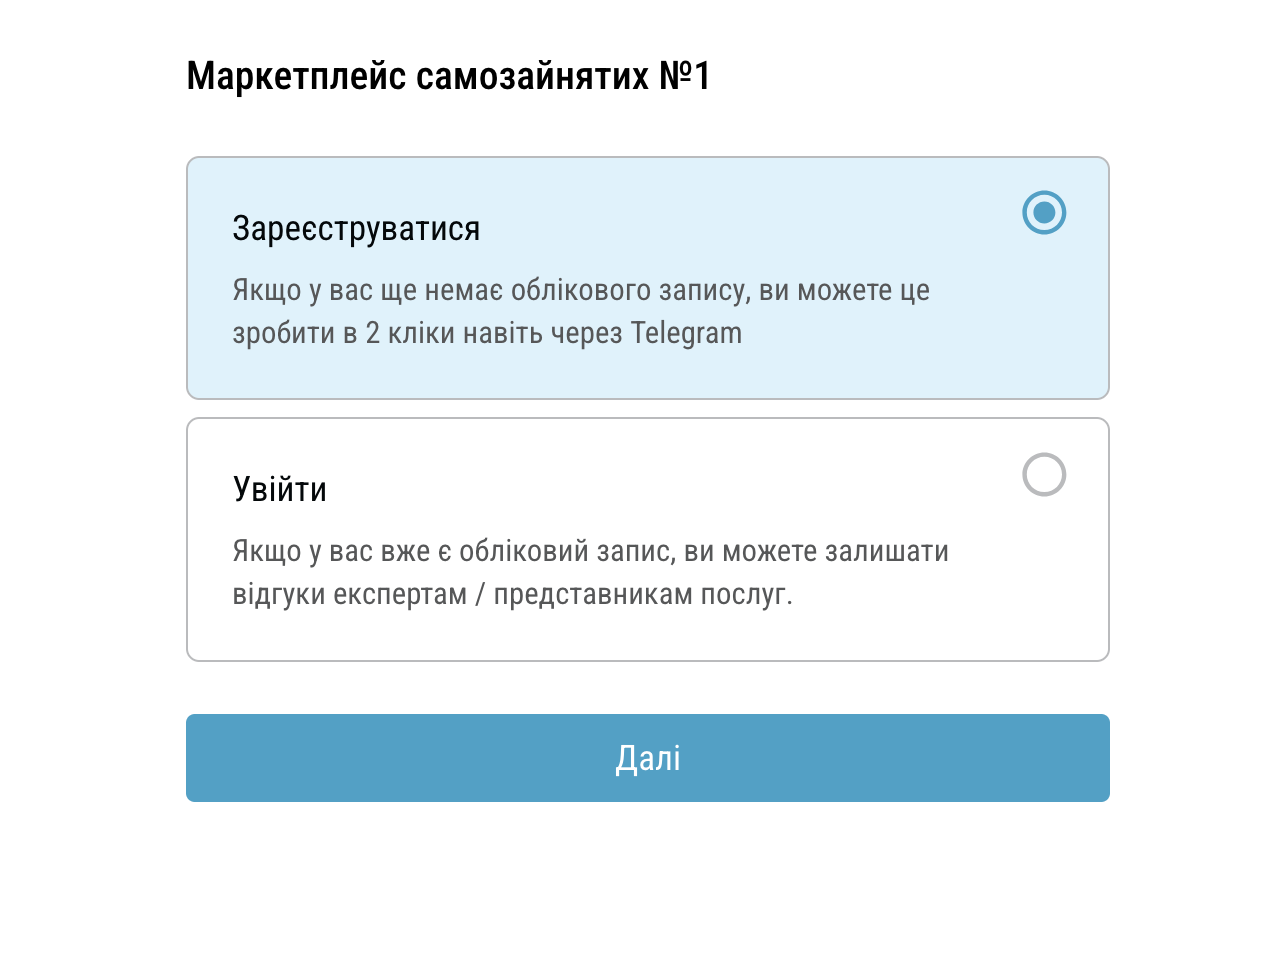 Маркетплейс самозайнятих №1
Зареєструватися
Якщо у вас ще немає облікового запису, ви можете це
зробити в 2 кліки навіть через Telegram
Увійти
Якщо у вас вже є обліковий запис, ви можете залишати
відгуки експертам / представникам послуг.
Далі